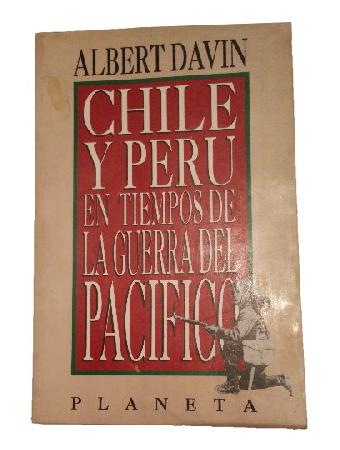 ALBERT DAVIN
CHILE
Y PERU
EN TIEMPOS DE
LA GUERRA DEL
PACIFICO
PLANETA